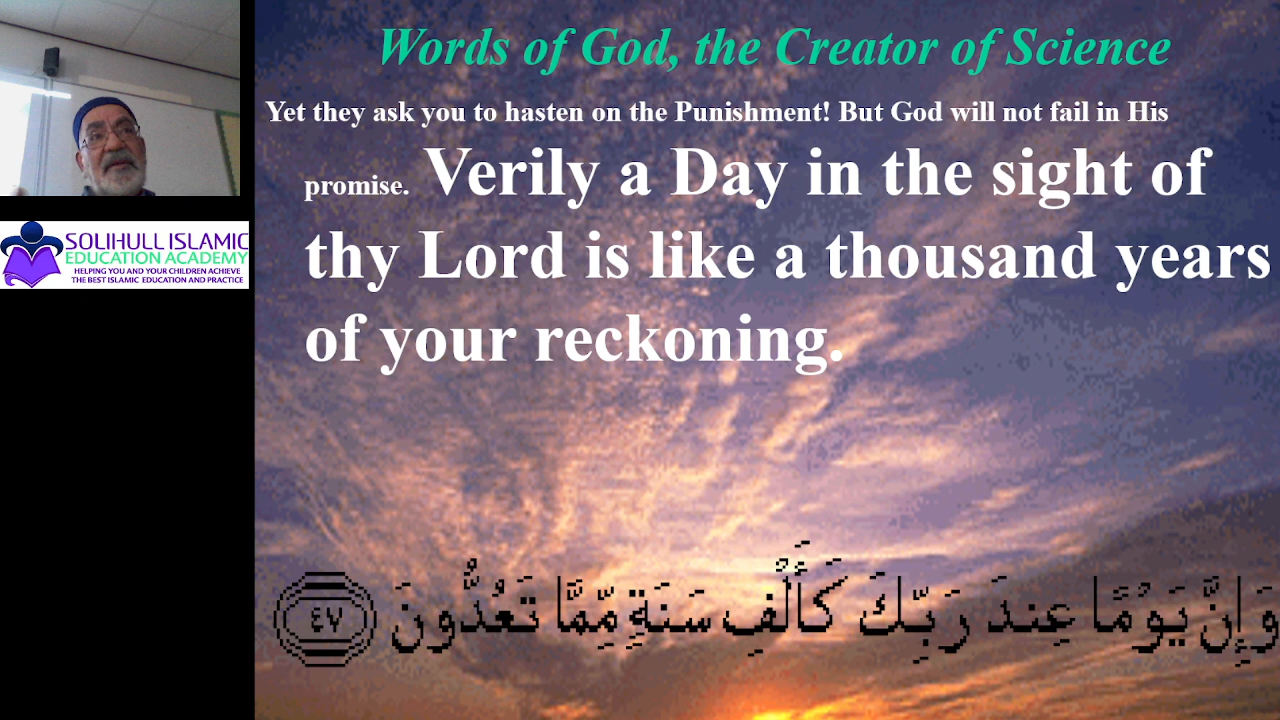 Words of God, the Creator of Science
Yet they ask you to hasten on the Punishment! But God will not fail in His
promise. Verily a Day in the sight of
thy Lord is like a thousand years
of your reckoning.
وَإِنَّ يَوْمًا عِندَ رَبِّكَ كَأَلْفِ سَنَةٍ مِّمَّا تَعُدُّونَ ٤٧
SOLIHULL ISLAMIC
EDUCATION ACADEMY
HELPING YOU AND YOUR CHILDREN ACHIEVE
THE BEST ISLAMIC EDUCATION AND PRACTICE